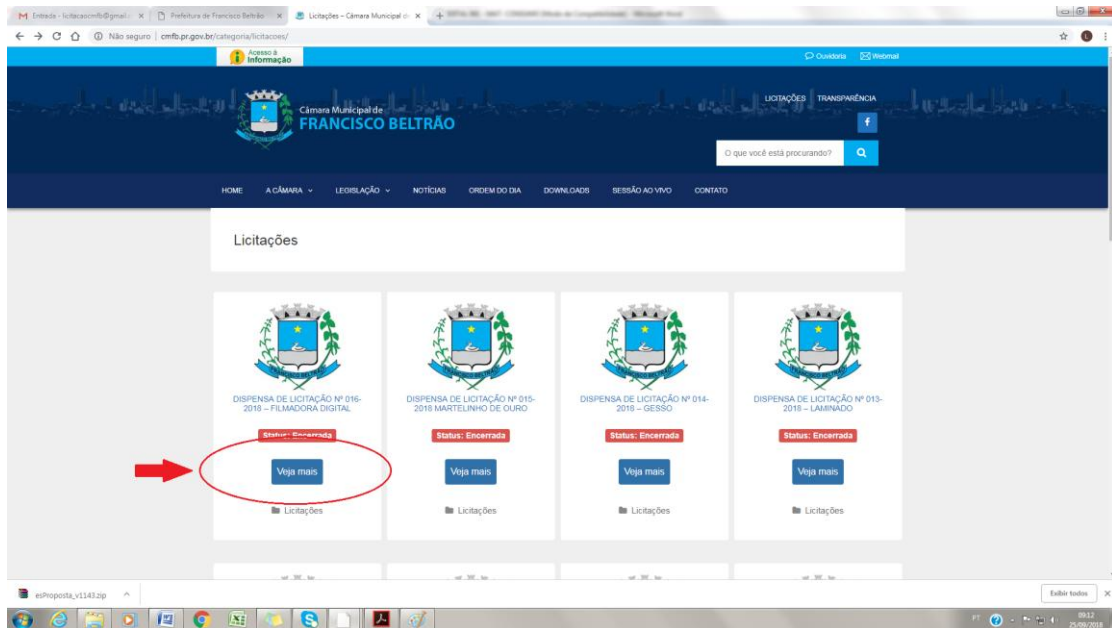 Entrada - licitacaocmfb@gmail.c
Prefeitura de Francisco Beltrão
Licitações – Câmara Municipal d
Não seguro | cmfb.pr.gov.br/categoria/licitacoes/
Acesso à
Informação
Ouvidoria
Webmail
LICITAÇÕES
TRANSPARÊNCIA
Câmara Municipal de
FRANCISCO BELTRÃO
O que você está procurando?
HOME
A CÂMARA
LEGISLAÇÃO
NOTÍCIAS
ORDEM DO DIA
DOWNLOADS
SESSÃO AO VIVO
CONTATO
Licitações
DISPENSA DE LICITAÇÃO Nº 016-
2018 – FILMADORA DIGITAL
Status: Encerrada
Veja mais
Licitações
DISPENSA DE LICITAÇÃO Nº 015-
2018 MARTELINHO DE OURO
Status: Encerrada
Veja mais
Licitações
DISPENSA DE LICITAÇÃO Nº 014-
2018 – GESSO
Status: Encerrada
Veja mais
Licitações
DISPENSA DE LICITAÇÃO Nº 013-
2018 – LAMINADO
Status: Encerrada
Veja mais
Licitações
esProposta_v1143.zip
Exibir todos
PT
09:12
25/09/2018